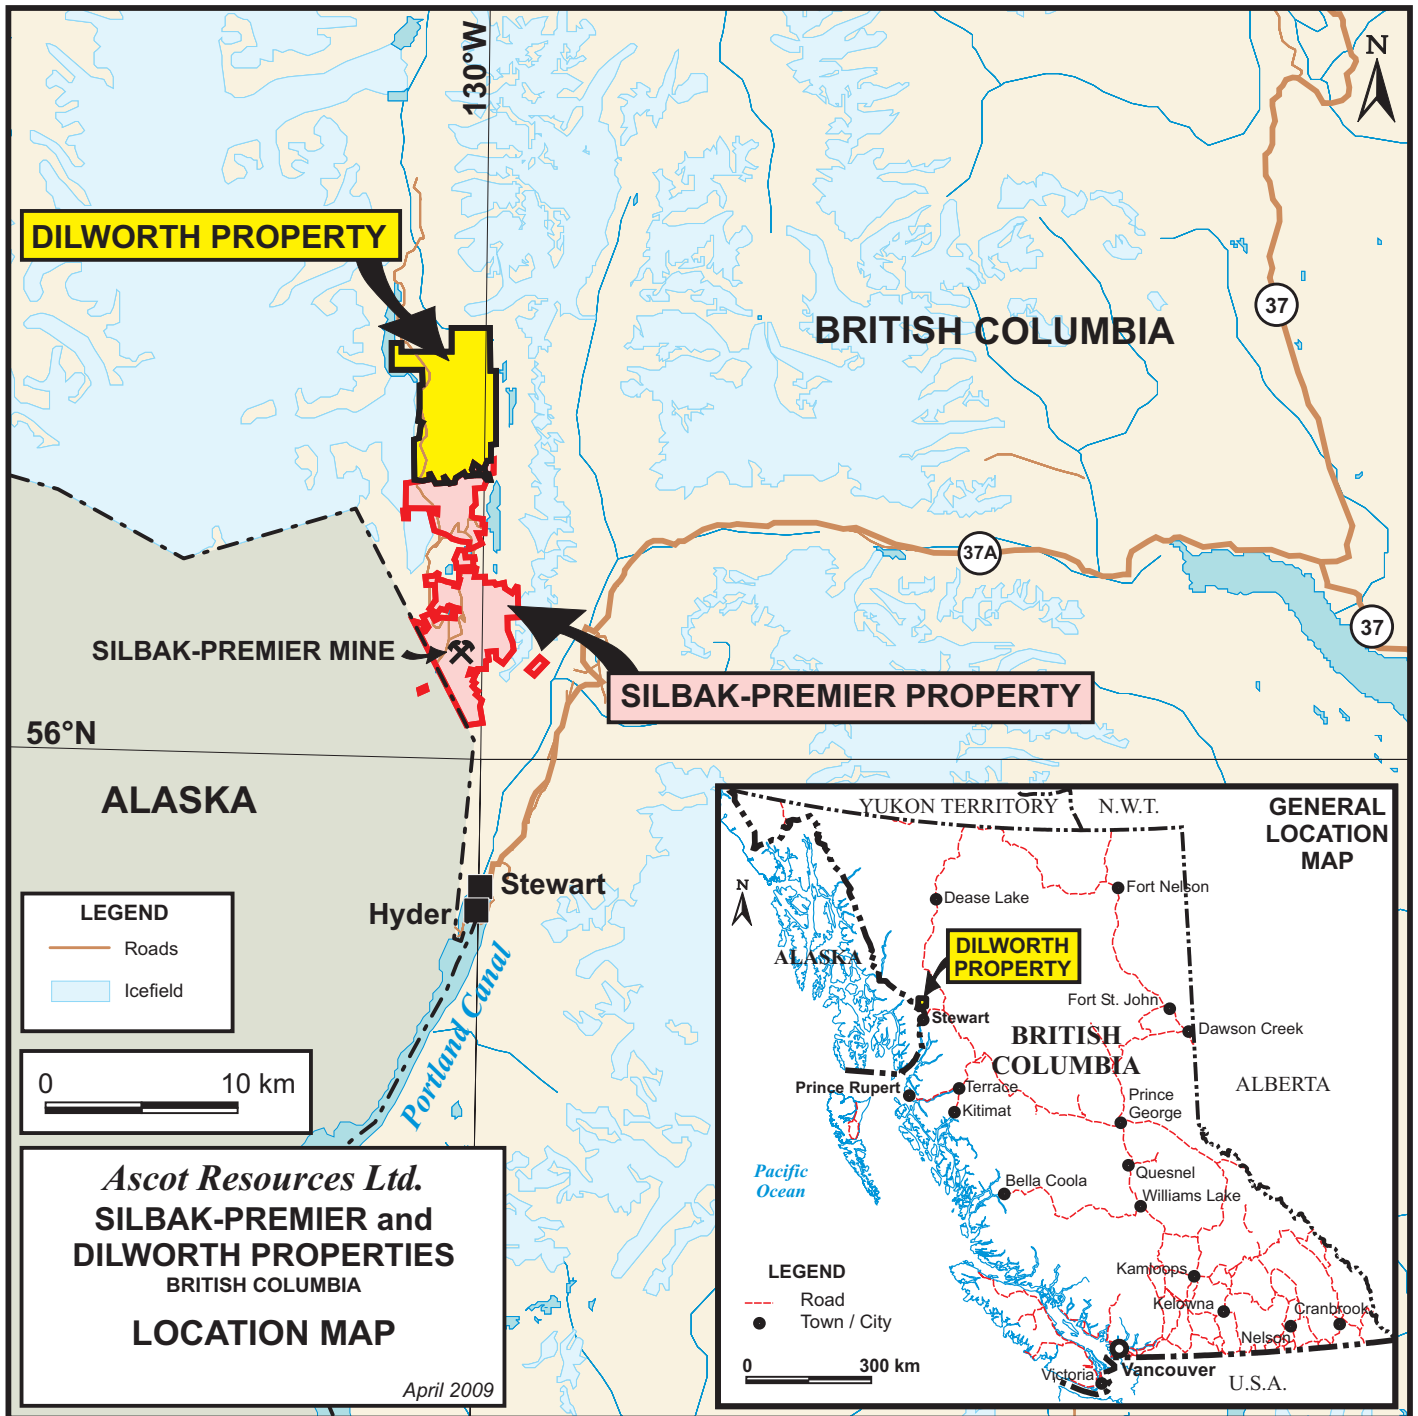 130°W
N
DILWORTH PROPERTY
37
BRITISH COLUMBIA
37A
37
SILBAK-PREMIER MINE
SILBAK-PREMIER PROPERTY
56°N
ALASKA
Stewart
Hyder
Portland Canal
LEGEND
Roads
Icefield
0 10 km
Ascot Resources Ltd.
SILBAK-PREMIER and
DILWORTH PROPERTIES
BRITISH COLUMBIA
LOCATION MAP
April 2009
YUKON TERRITORY
N.W.T.
GENERAL
LOCATION
MAP
N
Dease Lake
Fort Nelson
ALASKA
DILWORTH
PROPERTY
Fort St. John
Stewart
Dawson Creek
BRITISH
COLUMBIA
Prince Rupert
Terrace
Kitimat
Prince
George
ALBERTA
Pacific
Ocean
Quesnel
Bella Coola
Williams Lake
LEGEND
Road
Town / City
Kamloops
Kelowna
Cranbrook
Nelson
0 300 km
Victoria
Vancouver
U.S.A.